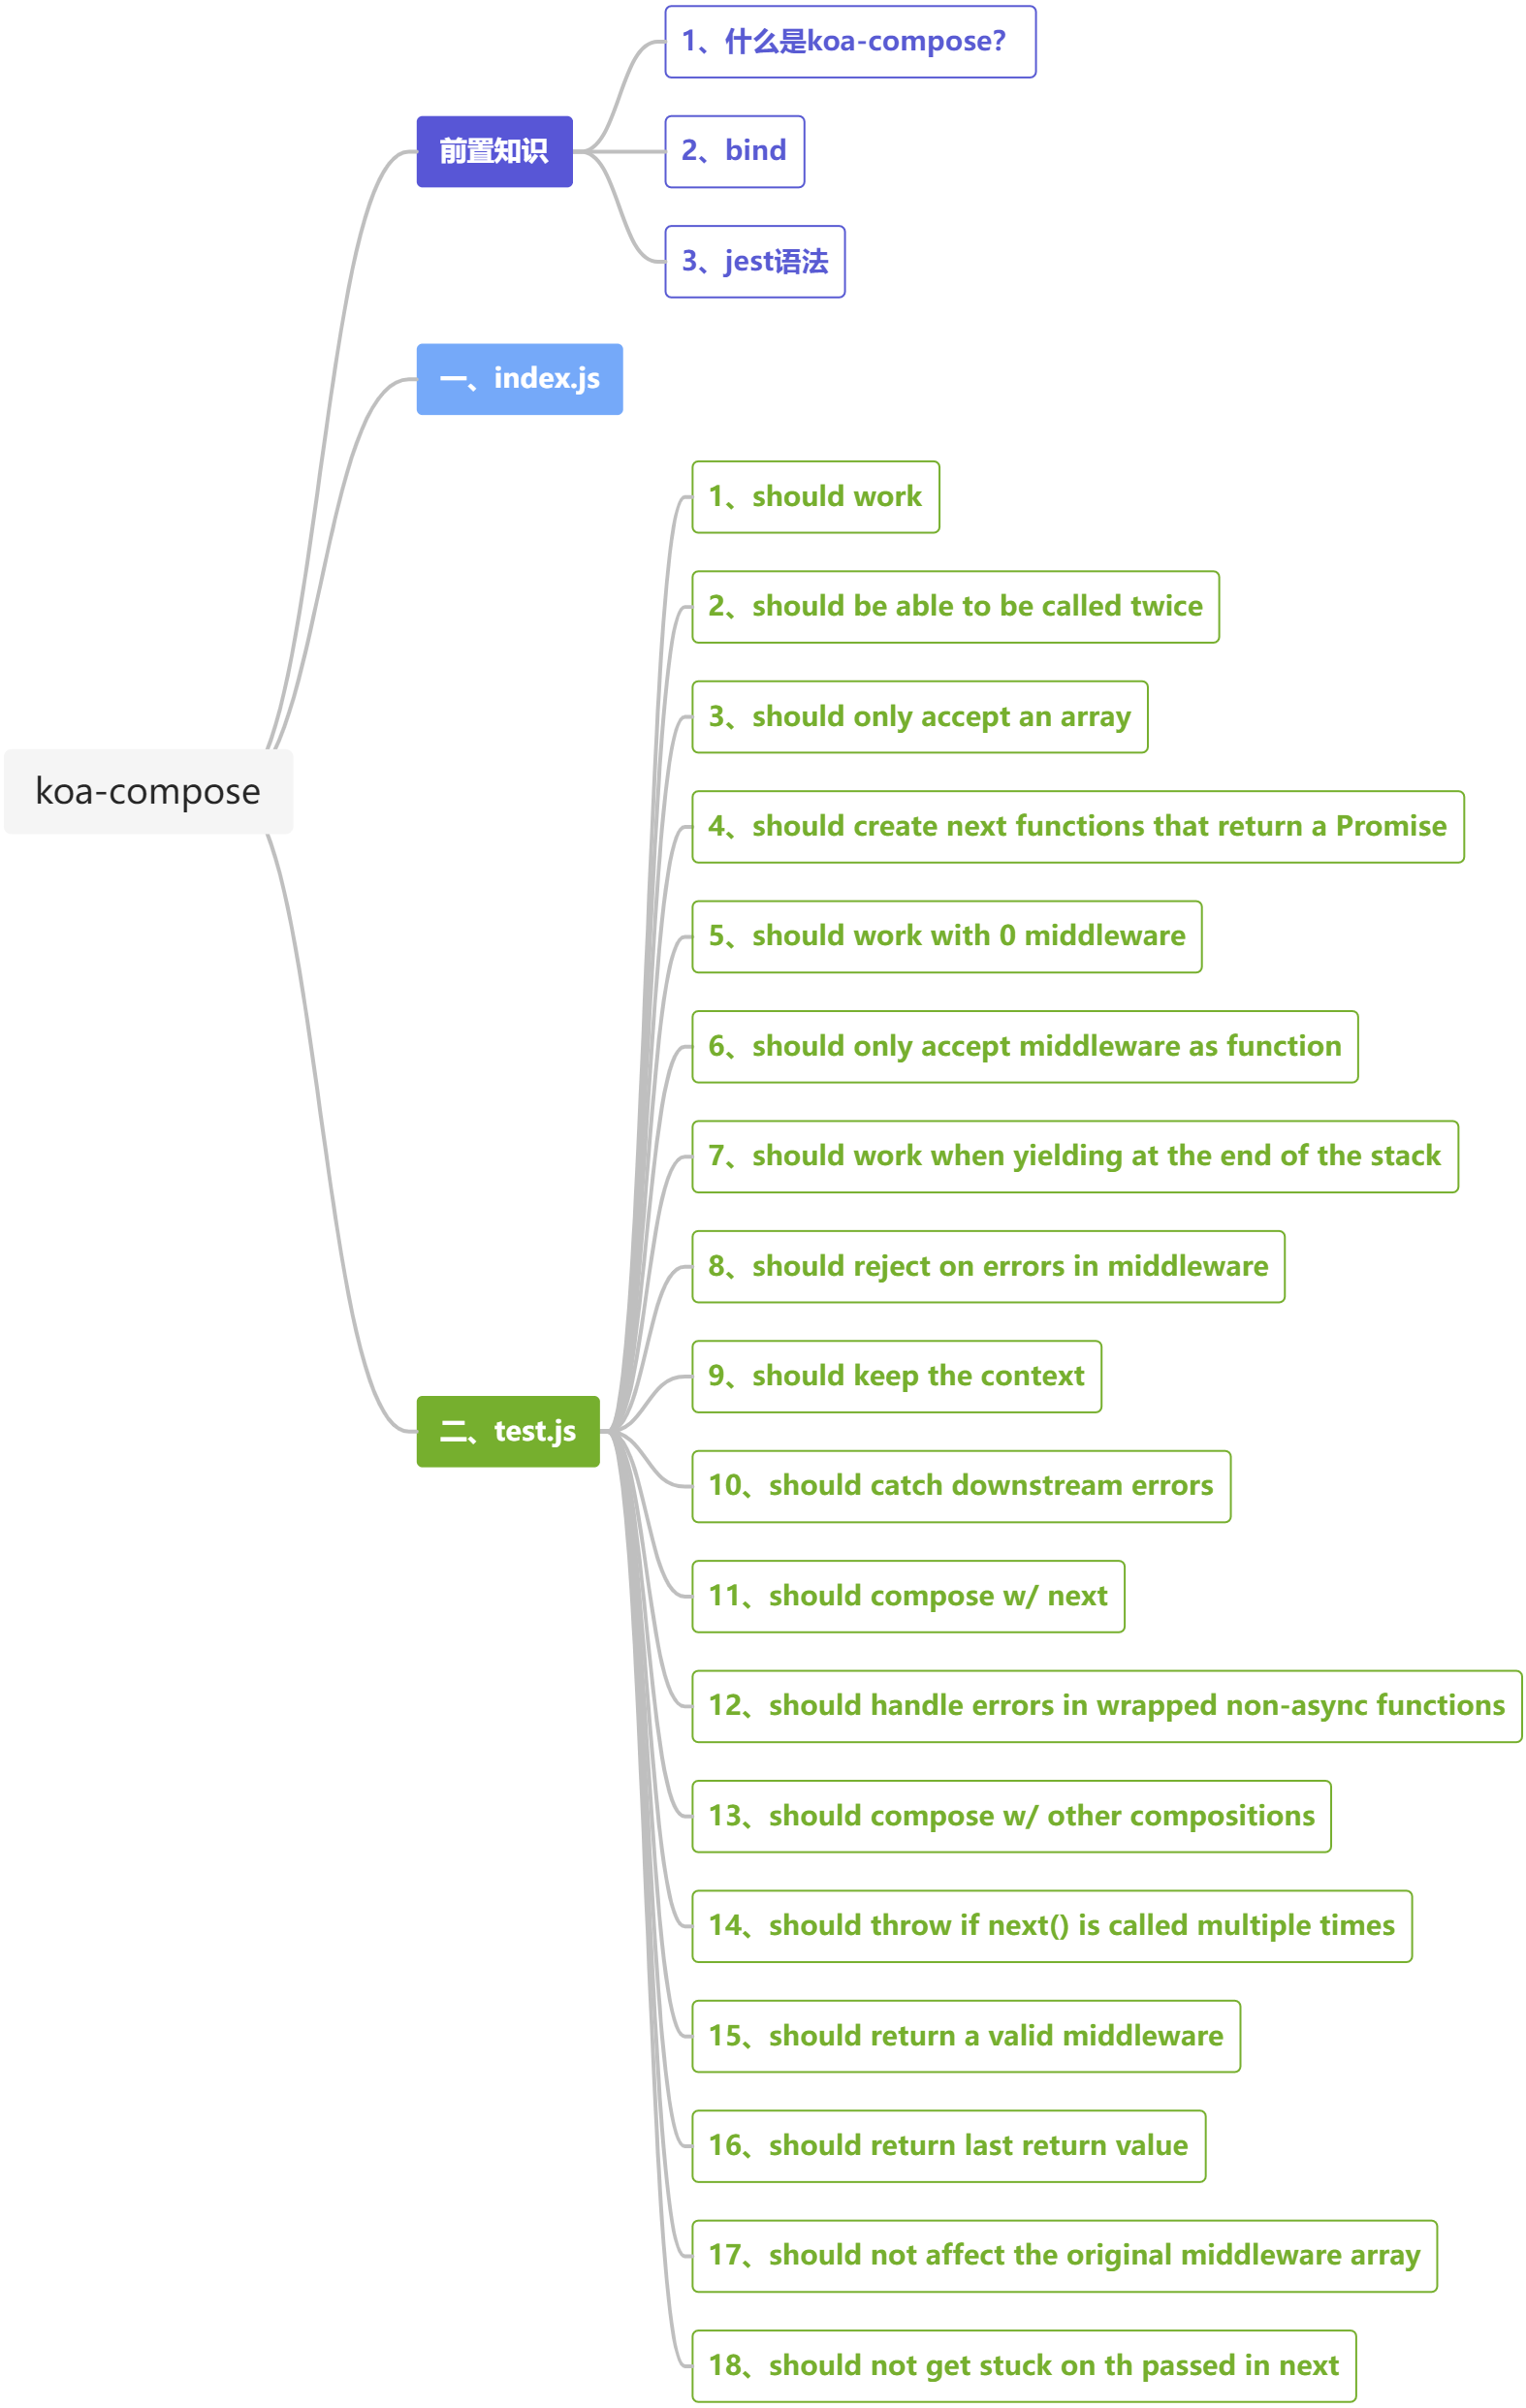 koa-compose
前置知识
1、什么是koa-compose？
2、bind
3、jest语法
一、index.js
二、test.js
1、should work
2、should be able to be called twice
3、should only accept an array
4、should create next functions that return a Promise
5、should work with 0 middleware
6、should only accept middleware as function
7、should work when yielding at the end of the stack
8、should reject on errors in middleware
9、should keep the context
10、should catch downstream errors
11、should compose w/ next
12、should handle errors in wrapped non-async functions
13、should compose w/ other compositions
14、should throw if next() is called multiple times
15、should return a valid middleware
16、should return last return value
17、should not affect the original middleware array
18、should not get stuck on th passed in next